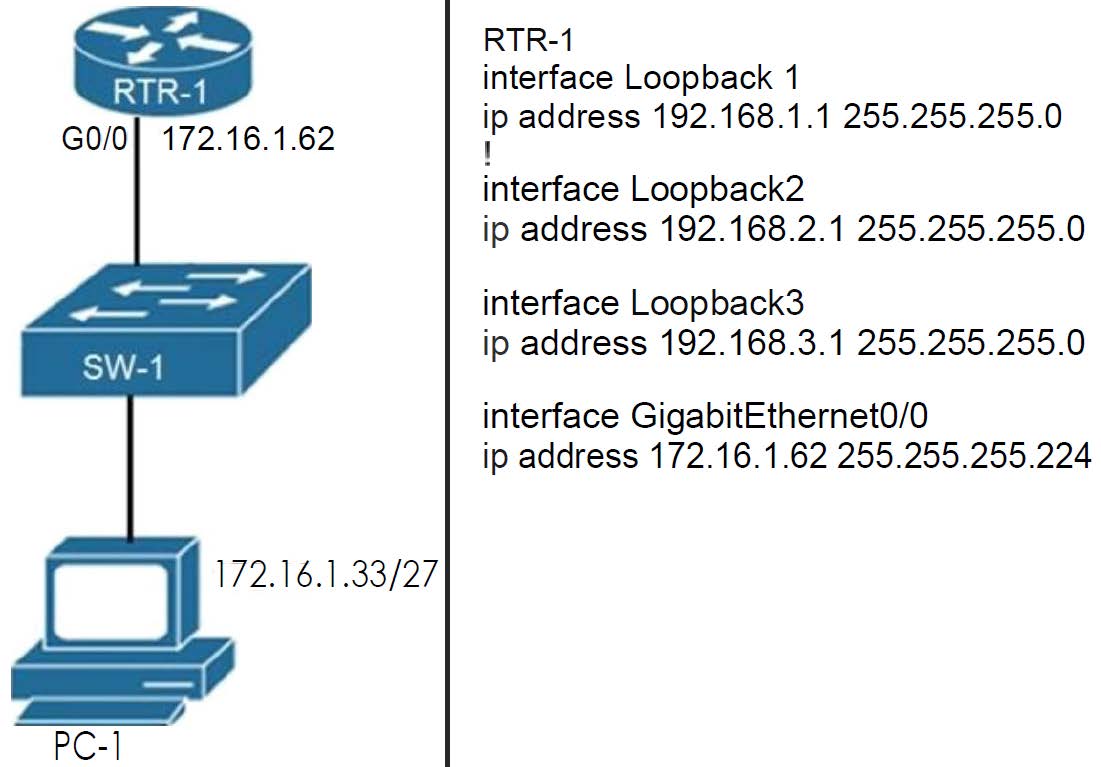 RTR-1
G0/0 172.16.1.62
SW-1
172.16.1.33/27
PC-1
RTR-1
interface Loopback 1
ip address 192.168.1.1 255.255.255.0
!
interface Loopback2
ip address 192.168.2.1 255.255.255.0
interface Loopback3
ip address 192.168.3.1 255.255.255.0
interface GigabitEthernet0/0
ip address 172.16.1.62 255.255.255.224